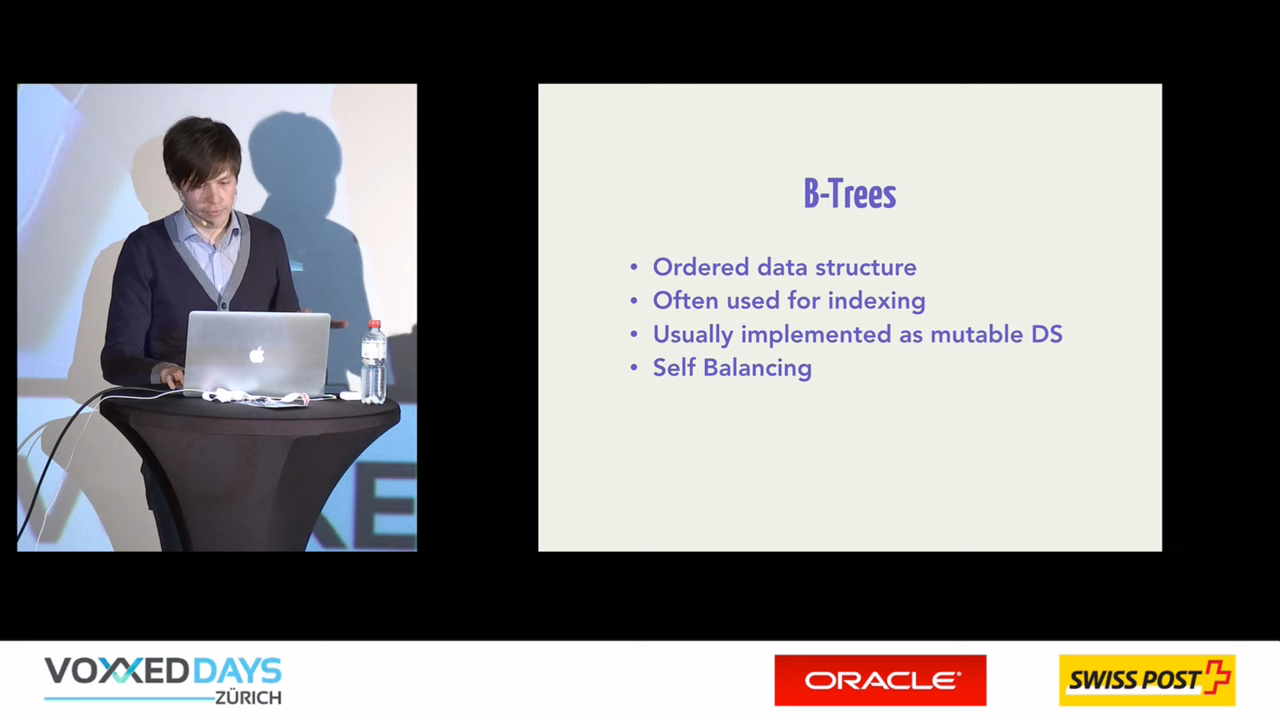 B-Trees
• Ordered data structure
• Often used for indexing
• Usually implemented as mutable DS
• Self Balancing
VOXXED DAYS
ZÜRICH
ORACLE®
SWISS POST